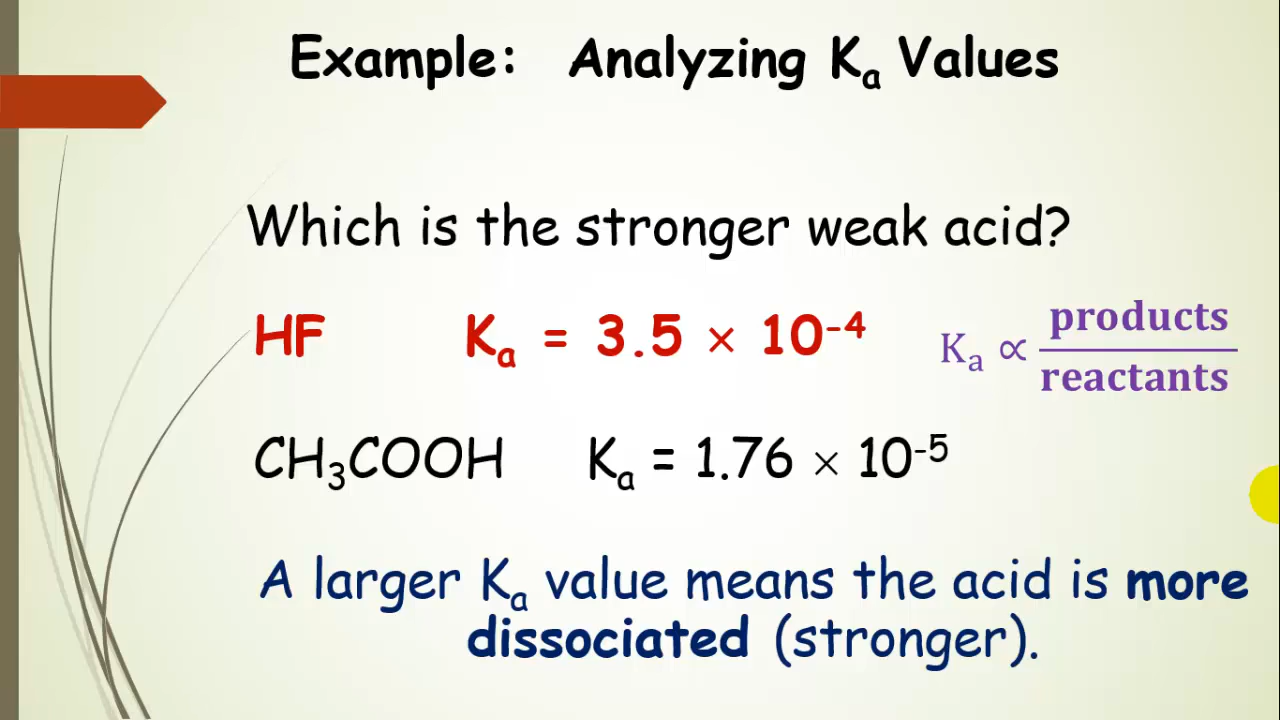 Example: Analyzing Kₐ Values
Which is the stronger weak acid?
HF Kₐ = 3.5 × 10⁻⁴
Kₐ ∝ products/reactants
CH₃COOH Kₐ = 1.76 × 10⁻⁵
A larger Kₐ value means the acid is more
dissociated (stronger).